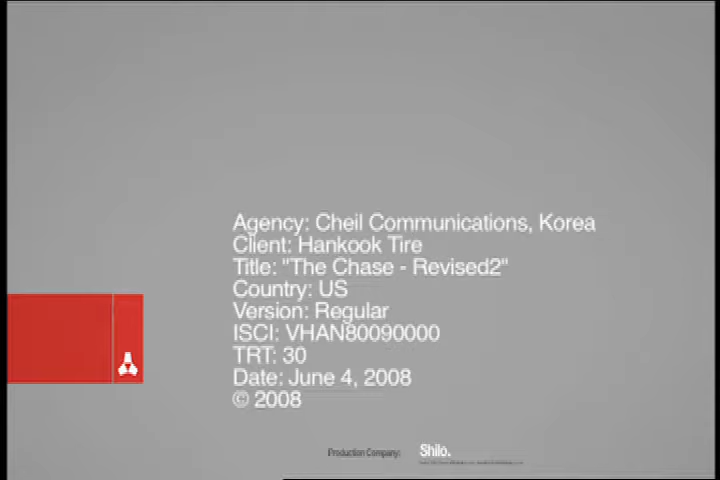 Agency: Cheil Communications, Korea
Client: Hankook Tire
Title: "The Chase - Revised2"
Country: US
Version: Regular
ISCI: VHAN80090000
TRT: 30
Date: June 4, 2008
© 2008
Production Company: Shilo.